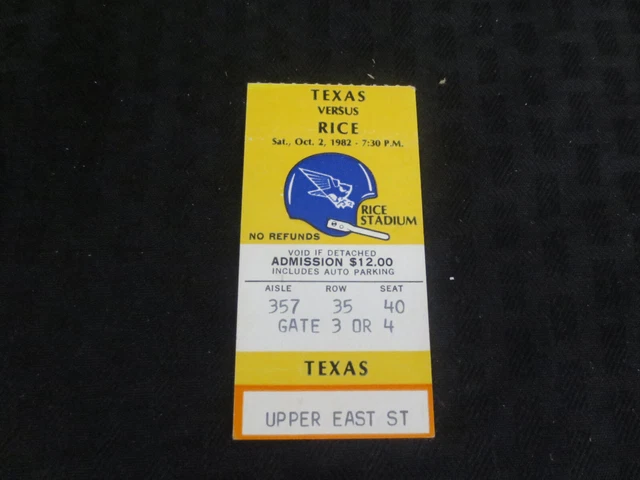 TEXAS
VERSUS
RICE
Sat., Oct. 2, 1982 - 7:30 P.M.
RICE
STADIUM
NO REFUNDS
VOID IF DETACHED
ADMISSION $12.00
INCLUDES AUTO PARKING
AISLE ROW SEAT
357 35 40
GATE 3 OR 4
TEXAS
UPPER EAST ST